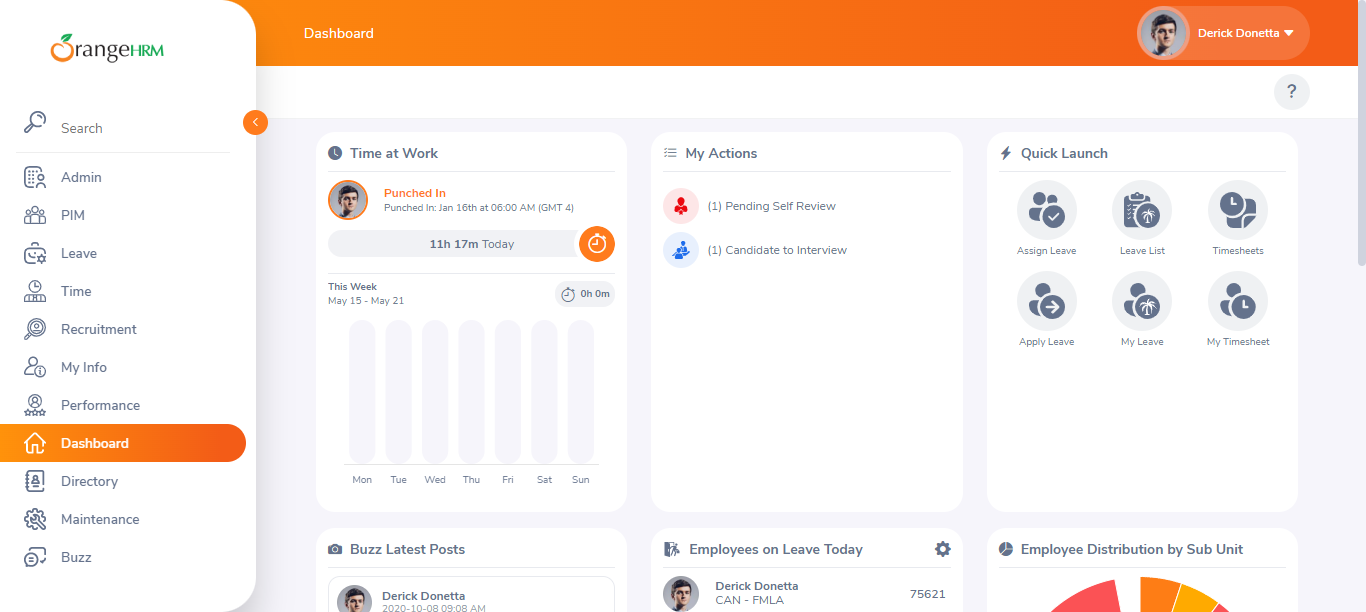 OrangeHRM
Dashboard
Derick Donetta
?
Search
Admin
PIM
Leave
Time
Recruitment
My Info
Performance
Dashboard
Directory
Maintenance
Buzz
Time at Work
Punched In
Punched In: Jan 16th at 06:00 AM (GMT 4)
11h 17m Today
This Week
May 15 - May 21
0h 0m
Mon Tue Wed Thu Fri Sat Sun
My Actions
(1) Pending Self Review
(1) Candidate to Interview
Quick Launch
Assign Leave Leave List Timesheets
Apply Leave My Leave My Timesheet
Buzz Latest Posts
Derick Donetta
2020-10-08 09:08 AM
Employees on Leave Today
Derick Donetta
CAN - FMLA
75621
Employee Distribution by Sub Unit